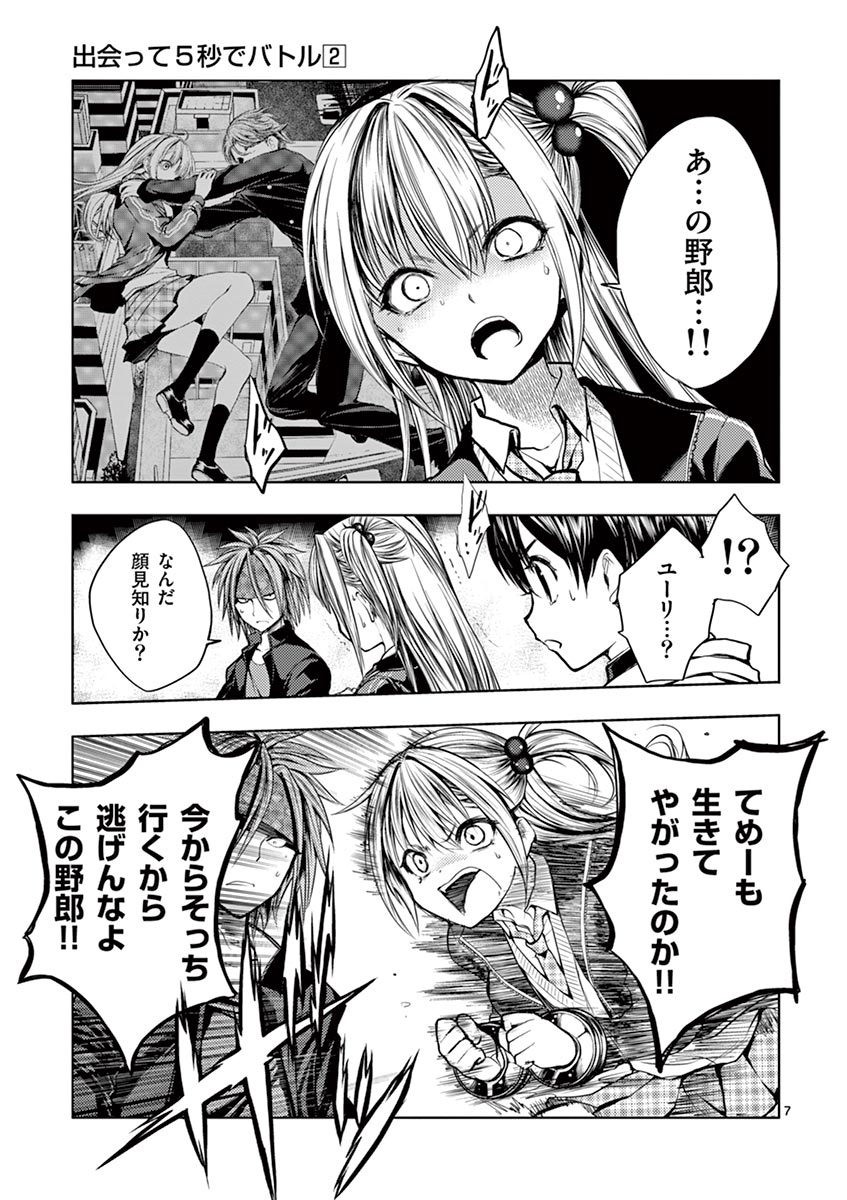 出会って5秒でバトル2
あ…の野郎…!!
!?
ユーリ…?
なんだ
顔見知りか?
てめーも
生きて
やがったのか!!
今からそっち
行くから
逃げんなよ
この野郎!!
7